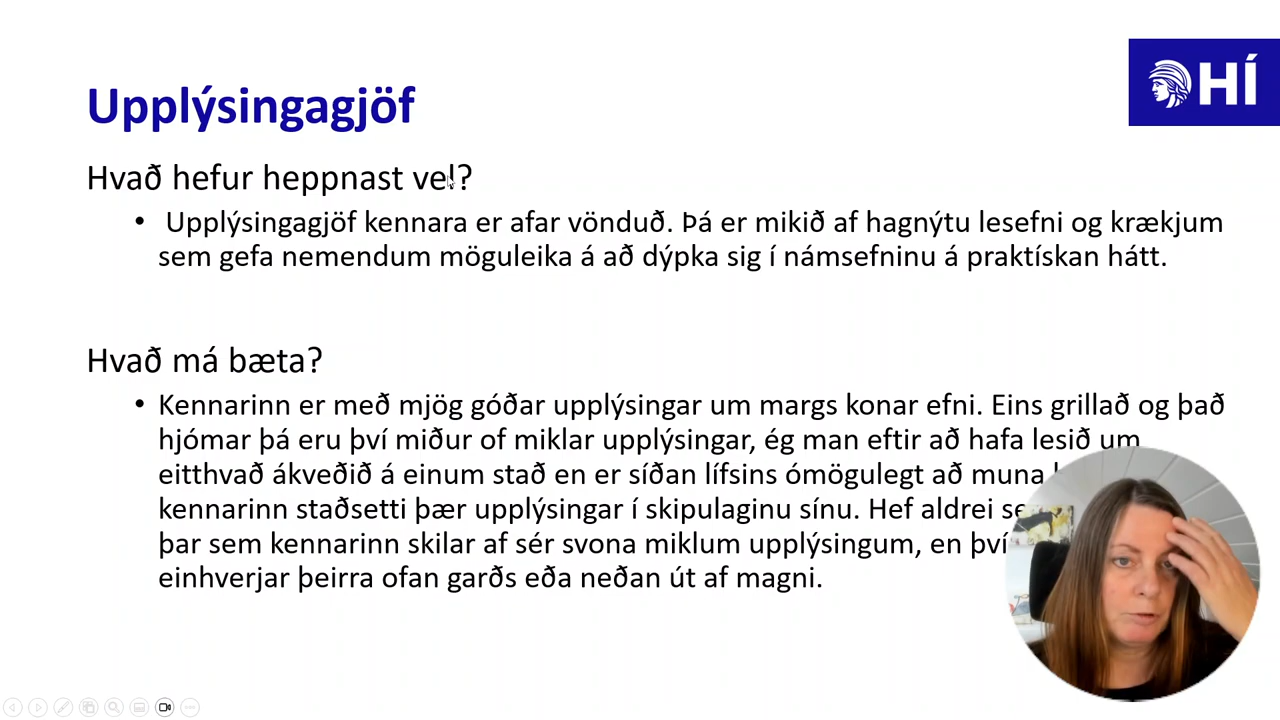 HÍ
Upplýsingagjöf
Hvað hefur heppnast vel?
• Upplýsingagjöf kennara er afar vönduð. Þá er mikið af hagnýtu lesefni og krækjum
sem gefa nemendum möguleika á að dýpka sig í námsefninu á praktískan hátt.
Hvað má bæta?
• Kennarinn er með mjög góðar upplýsingar um margs konar efni. Eins grillað og það
hjómar þá eru því miður of miklar upplýsingar, ég man eftir að hafa lesið um
eitthvað ákveðið á einum stað en er síðan lífsins ómögulegt að muna
kennarinn staðsetti þær upplýsingar í skipulaginu sínu. Hef aldrei
þar sem kennarinn skilar af sér svona miklum upplýsingum, en því
einhverjar þeirra ofan garðs eða neðan út af magni.